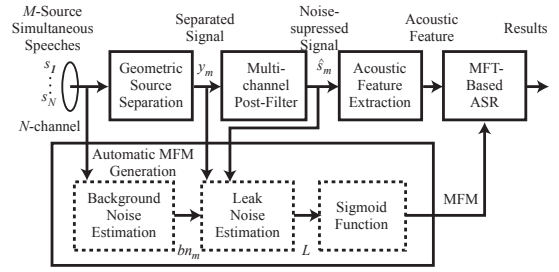 M-Source
Simultaneous
Speeches
Separated
Signal
Noise-
supressed
Signal
Acoustic
Feature
Results
s1
sN
N-channel
Geometric
Source
Separation
ym
Multi-
channel
Post-Filter
ŝm
Acoustic
Feature
Extraction
MFT-
Based
ASR
Automatic MFM
Generation
Background
Noise
Estimation
bnm
Leak
Noise
Estimation
L
Sigmoid
Function
MFM